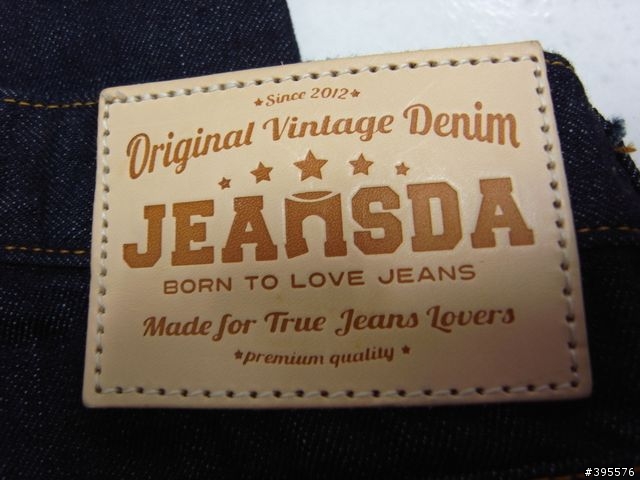 Since 2012
Original Vintage Denim
JEANSDA
BORN TO LOVE JEANS
Made for True Jeans Lovers
premium quality
#395576